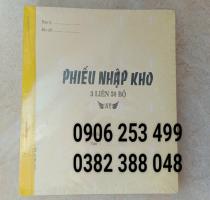 PHIẾU NHẬP KHO
3 LIÊN 50 BỘ
0906 253 499
0382 388 048